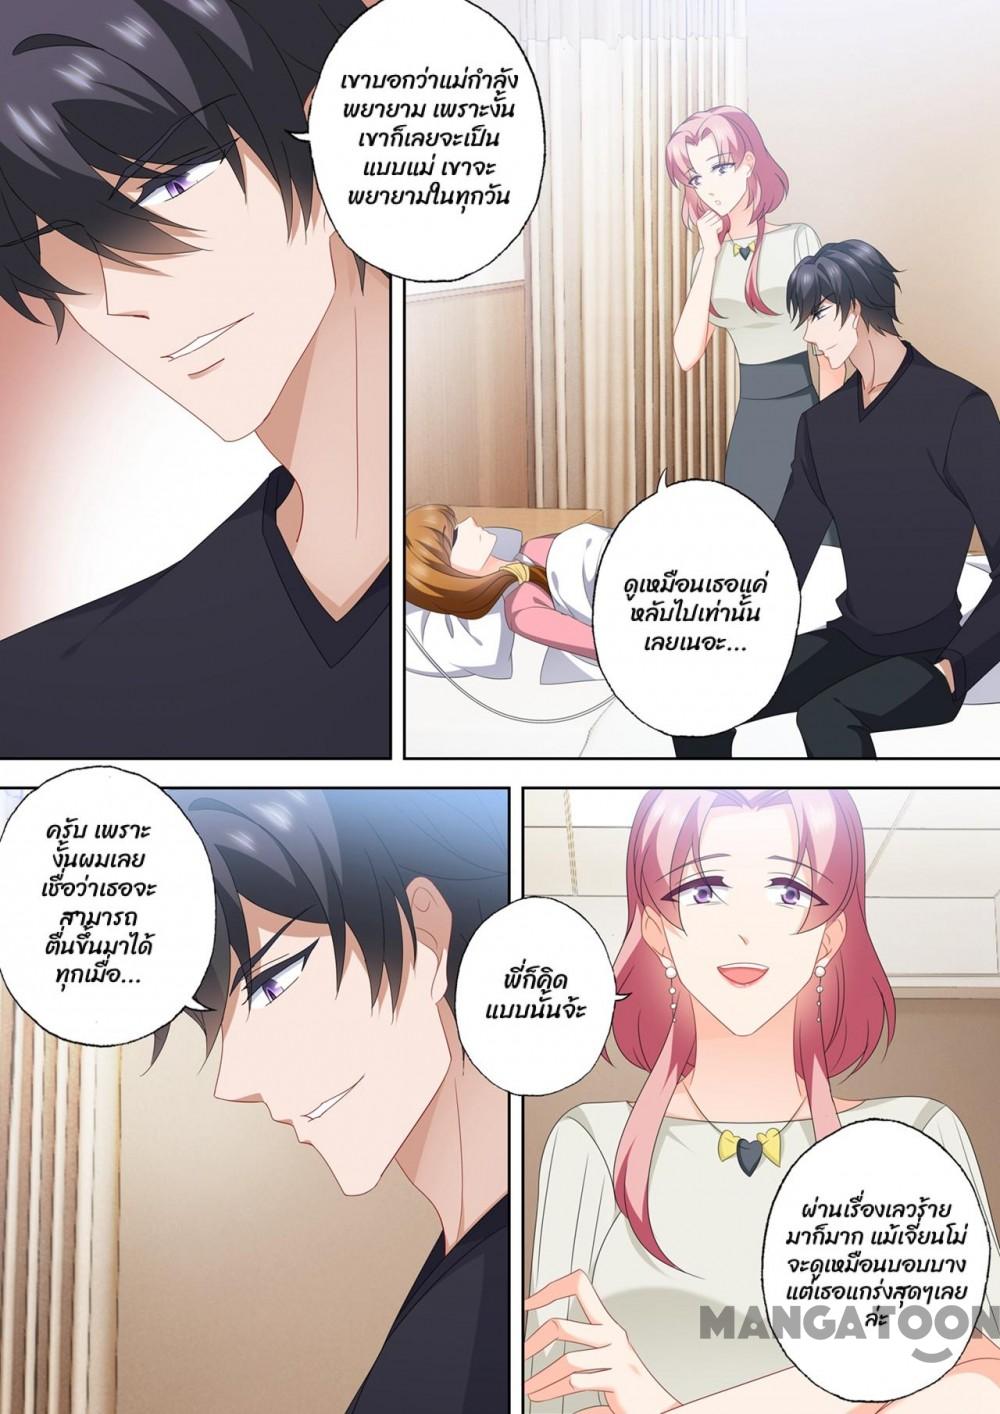 เขาบอกว่าแม่กำลัง
พยายาม เพราะงั้น
เขาก็เลยจะเป็น
แบบแม่ เขาจะ
พยายามในทุกวัน
ดูเหมือนเธอแค่
หลับไปเท่านั้น
เลยเนอะ...
ครับ เพราะ
งั้นผมเลย
เชื่อว่าเธอจะ
สามารถ
ตื่นขึ้นมาได้
ทุกเมื่อ...
พี่ก็คิด
แบบนั้นจ้ะ
ผ่านเรื่องเลวร้าย
มาก็มาก แม้เจี่ยนโม่
จะดูเหมือนบอบบาง
แต่เธอแกร่งสุดๆเลย
ล่ะ
MANGATOON